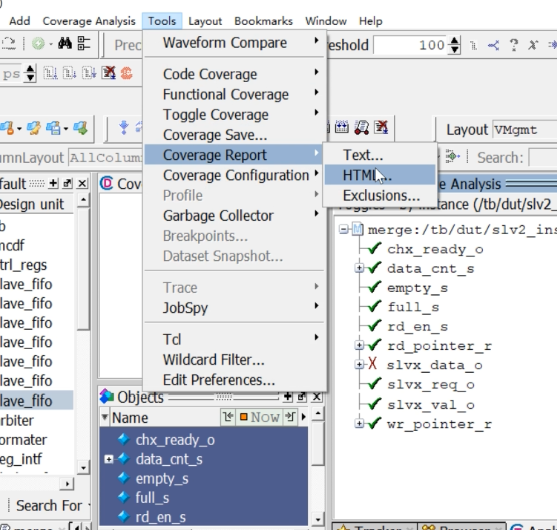 Add Coverage Analysis Tools Layout Bookmarks Window Help
Prec
Waveform Compare
eshold 100
ps
Code Coverage
Functional Coverage
Toggle Coverage
Coverage Save...
Layout VMgmt
Coverage Report
Text...
umnLayout AllColum
Search:
HTML...
Coverage Configuration
fault
Cov
e Analysis
Exclusions...
Design unit
Profile
Toggles - By Instance (/tb/dut/slv2_
Garbage Collector
b
merge:/tb/dut/slv2_ins
Breakpoints...
mcdf
chx_ready_o
Dataset Snapshot...
trl_regs
data_cnt_s
lave_fifo
empty_s
Trace
lave_fifo
full_s
JobSpy
lave_fifo
rd_en_s
lave_fifo
rd_pointer_r
Tcl
lave_fifo
slvx_data_o
Wildcard Filter...
lave_fifo
slvx_req_o
Edit Preferences...
lave_fifo
slvx_val_o
Objects
rbiter
wr_pointer_r
Name Now
ormater
chx_ready_o
eg_intf
data_cnt_s
empty_s
Search For
full_s
rd_en_s